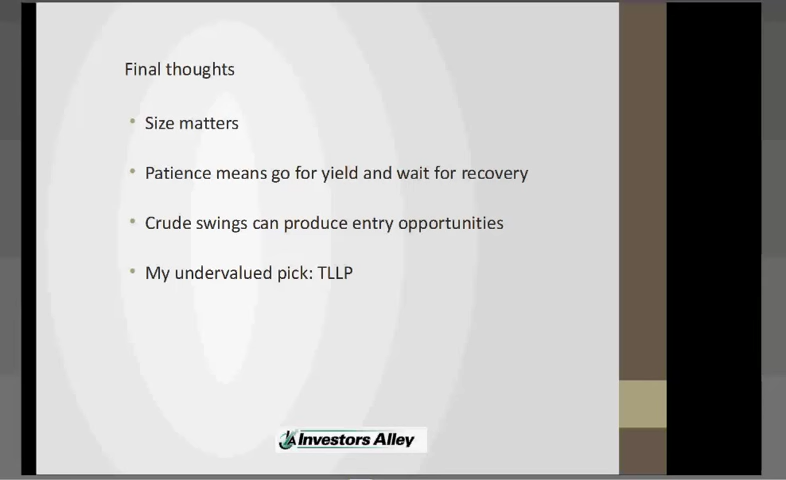 Final thoughts
• Size matters
• Patience means go for yield and wait for recovery
• Crude swings can produce entry opportunities
• My undervalued pick: TLLP
Investors Alley